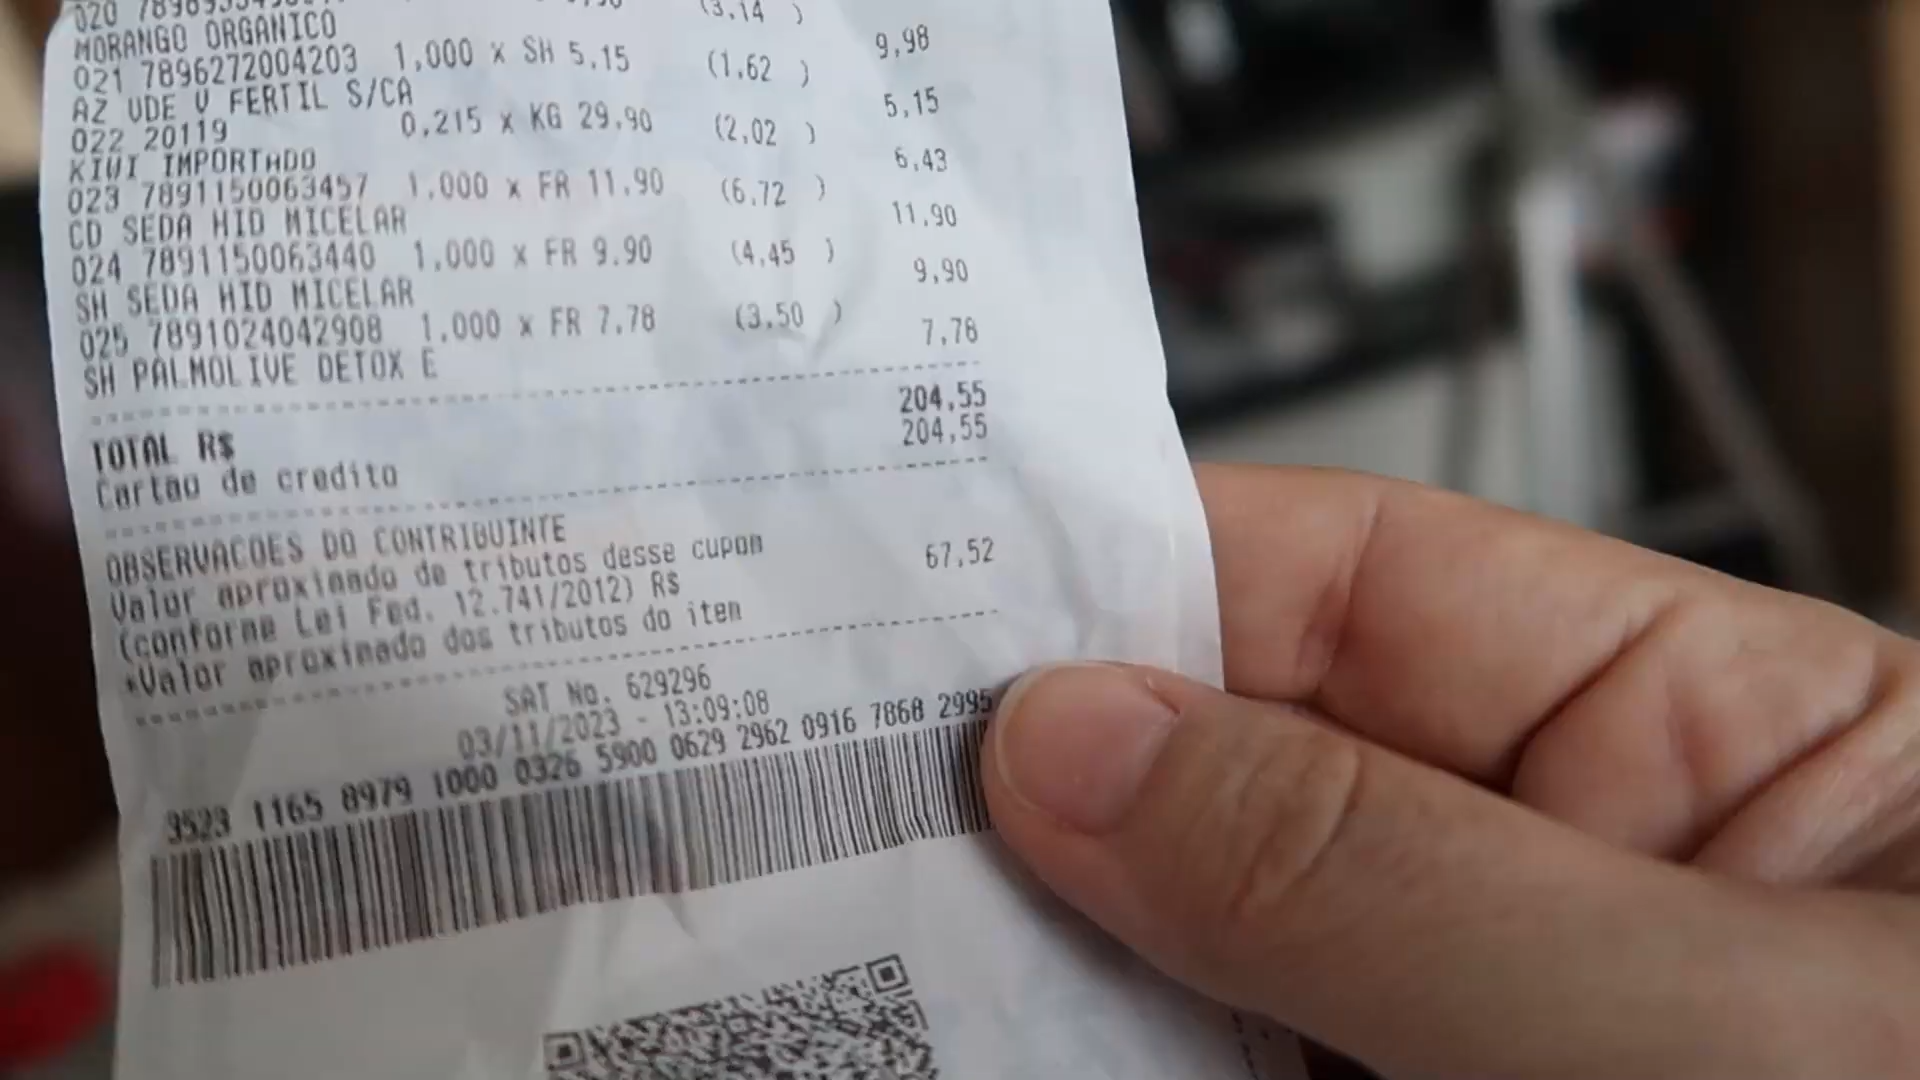 020
(3,14 )
MORANGO ORGANICO
9,98
021 7896272004203 1,000 x SH 5,15 (1,62 )
AZ VDE V FERTIL S/CA
5,15
022 20119 0,215 x KG 29,90 (2,02 )
KIWI IMPORTADO
6,43
023 7891150063457 1,000 x FR 11,90 (6,72 )
CD SEDA HID MICELAR
11,90
024 7891150063440 1,000 x FR 9,90 (4,45 )
SH SEDA HID MICELAR
9,90
025 7891024042908 1,000 x FR 7,78 (3,50 )
SH PALMOLIVE DETOX E
7,78
TOTAL R$ 204,55
Cartao de credito 204,55
OBSERVACOES DO CONTRIBUINTE
Valor aproximado de tributos desse cupom
(conforme Lei Fed. 12.741/2012) R$ 67,52
*Valor aproximado dos tributos do item
SAT No. 629296
03/11/2023 - 13:09:08
3523 1165 8979 1000 0326 5900 0629 2962 0916 7868 2995